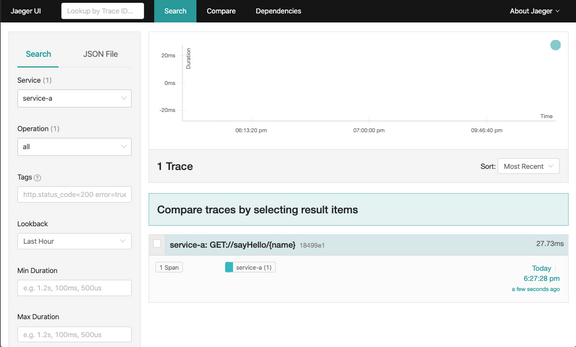 Jaeger UI
Lookup by Trace ID...
Search
Compare
Dependencies
About Jaeger
Search
JSON File
Service (1)
service-a
Operation (1)
all
Tags
http.status_code=200 error=true
Lookback
Last Hour
Min Duration
e.g. 1.2s, 100ms, 500us
Max Duration
e.g. 1.2s, 100ms, 500us
Duration
20ms
0ms
-20ms
Time
06:13:20 pm
07:00:00 pm
09:46:40 pm
1 Trace
Sort: Most Recent
Compare traces by selecting result items
service-a: GET://sayHello/{name} 18499e1
27.73ms
1 Span
service-a (1)
Today
6:27:28 pm
a few seconds ago